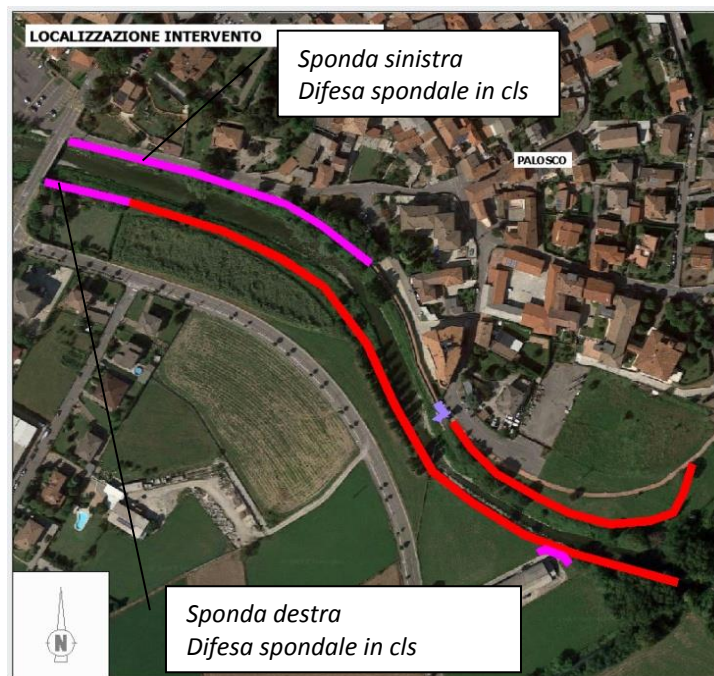 LOCALIZZAZIONE INTERVENTO
Sponda sinistra
Difesa spondale in cls
PALOSCO
Sponda destra
Difesa spondale in cls
N